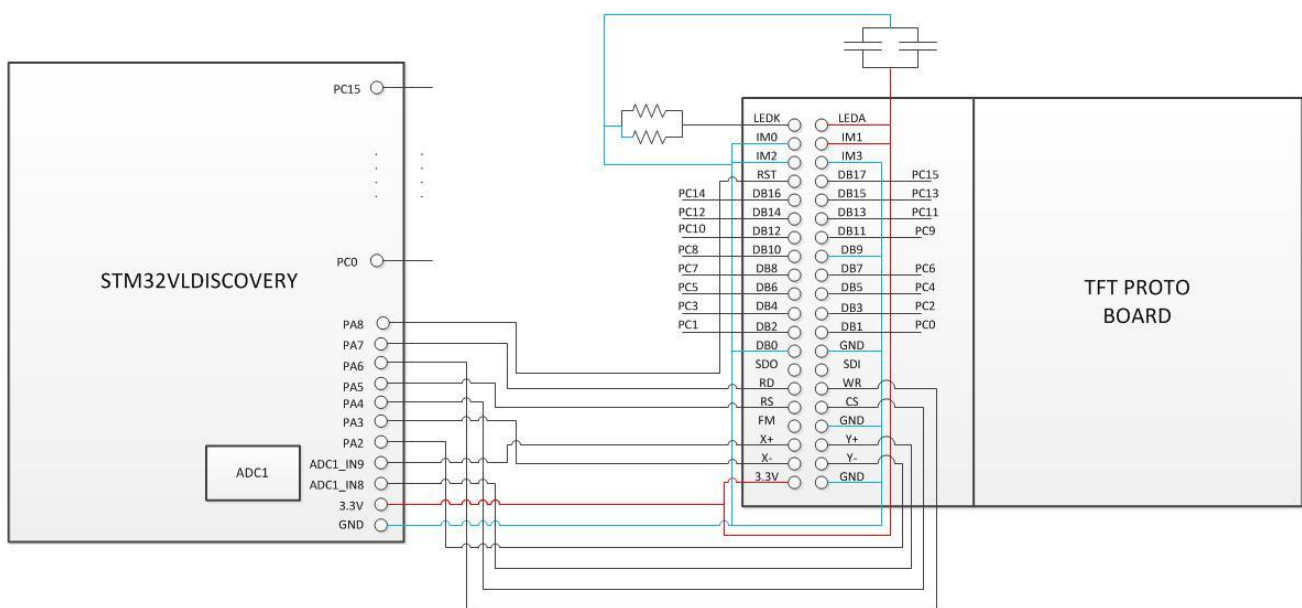 PC15
PC0
STM32VLDISCOVERY
PA8
PA7
PA6
PA5
PA4
PA3
PA2
ADC1
ADC1_IN9
ADC1_IN8
3.3V
GND
LEDK LEDA
IM0 IM1
IM2 IM3
RST DB17 PC15
PC14 DB16 DB15 PC13
PC12 DB14 DB13 PC11
PC10 DB12 DB11 PC9
PC8 DB10 DB9
PC7 DB8 DB7 PC6
PC5 DB6 DB5 PC4
PC3 DB4 DB3 PC2
PC1 DB2 DB1 PC0
DB0 GND
SDO SDI
RD WR
RS CS
FM GND
X+ Y+
X- Y-
3.3V GND
TFT PROTO
BOARD